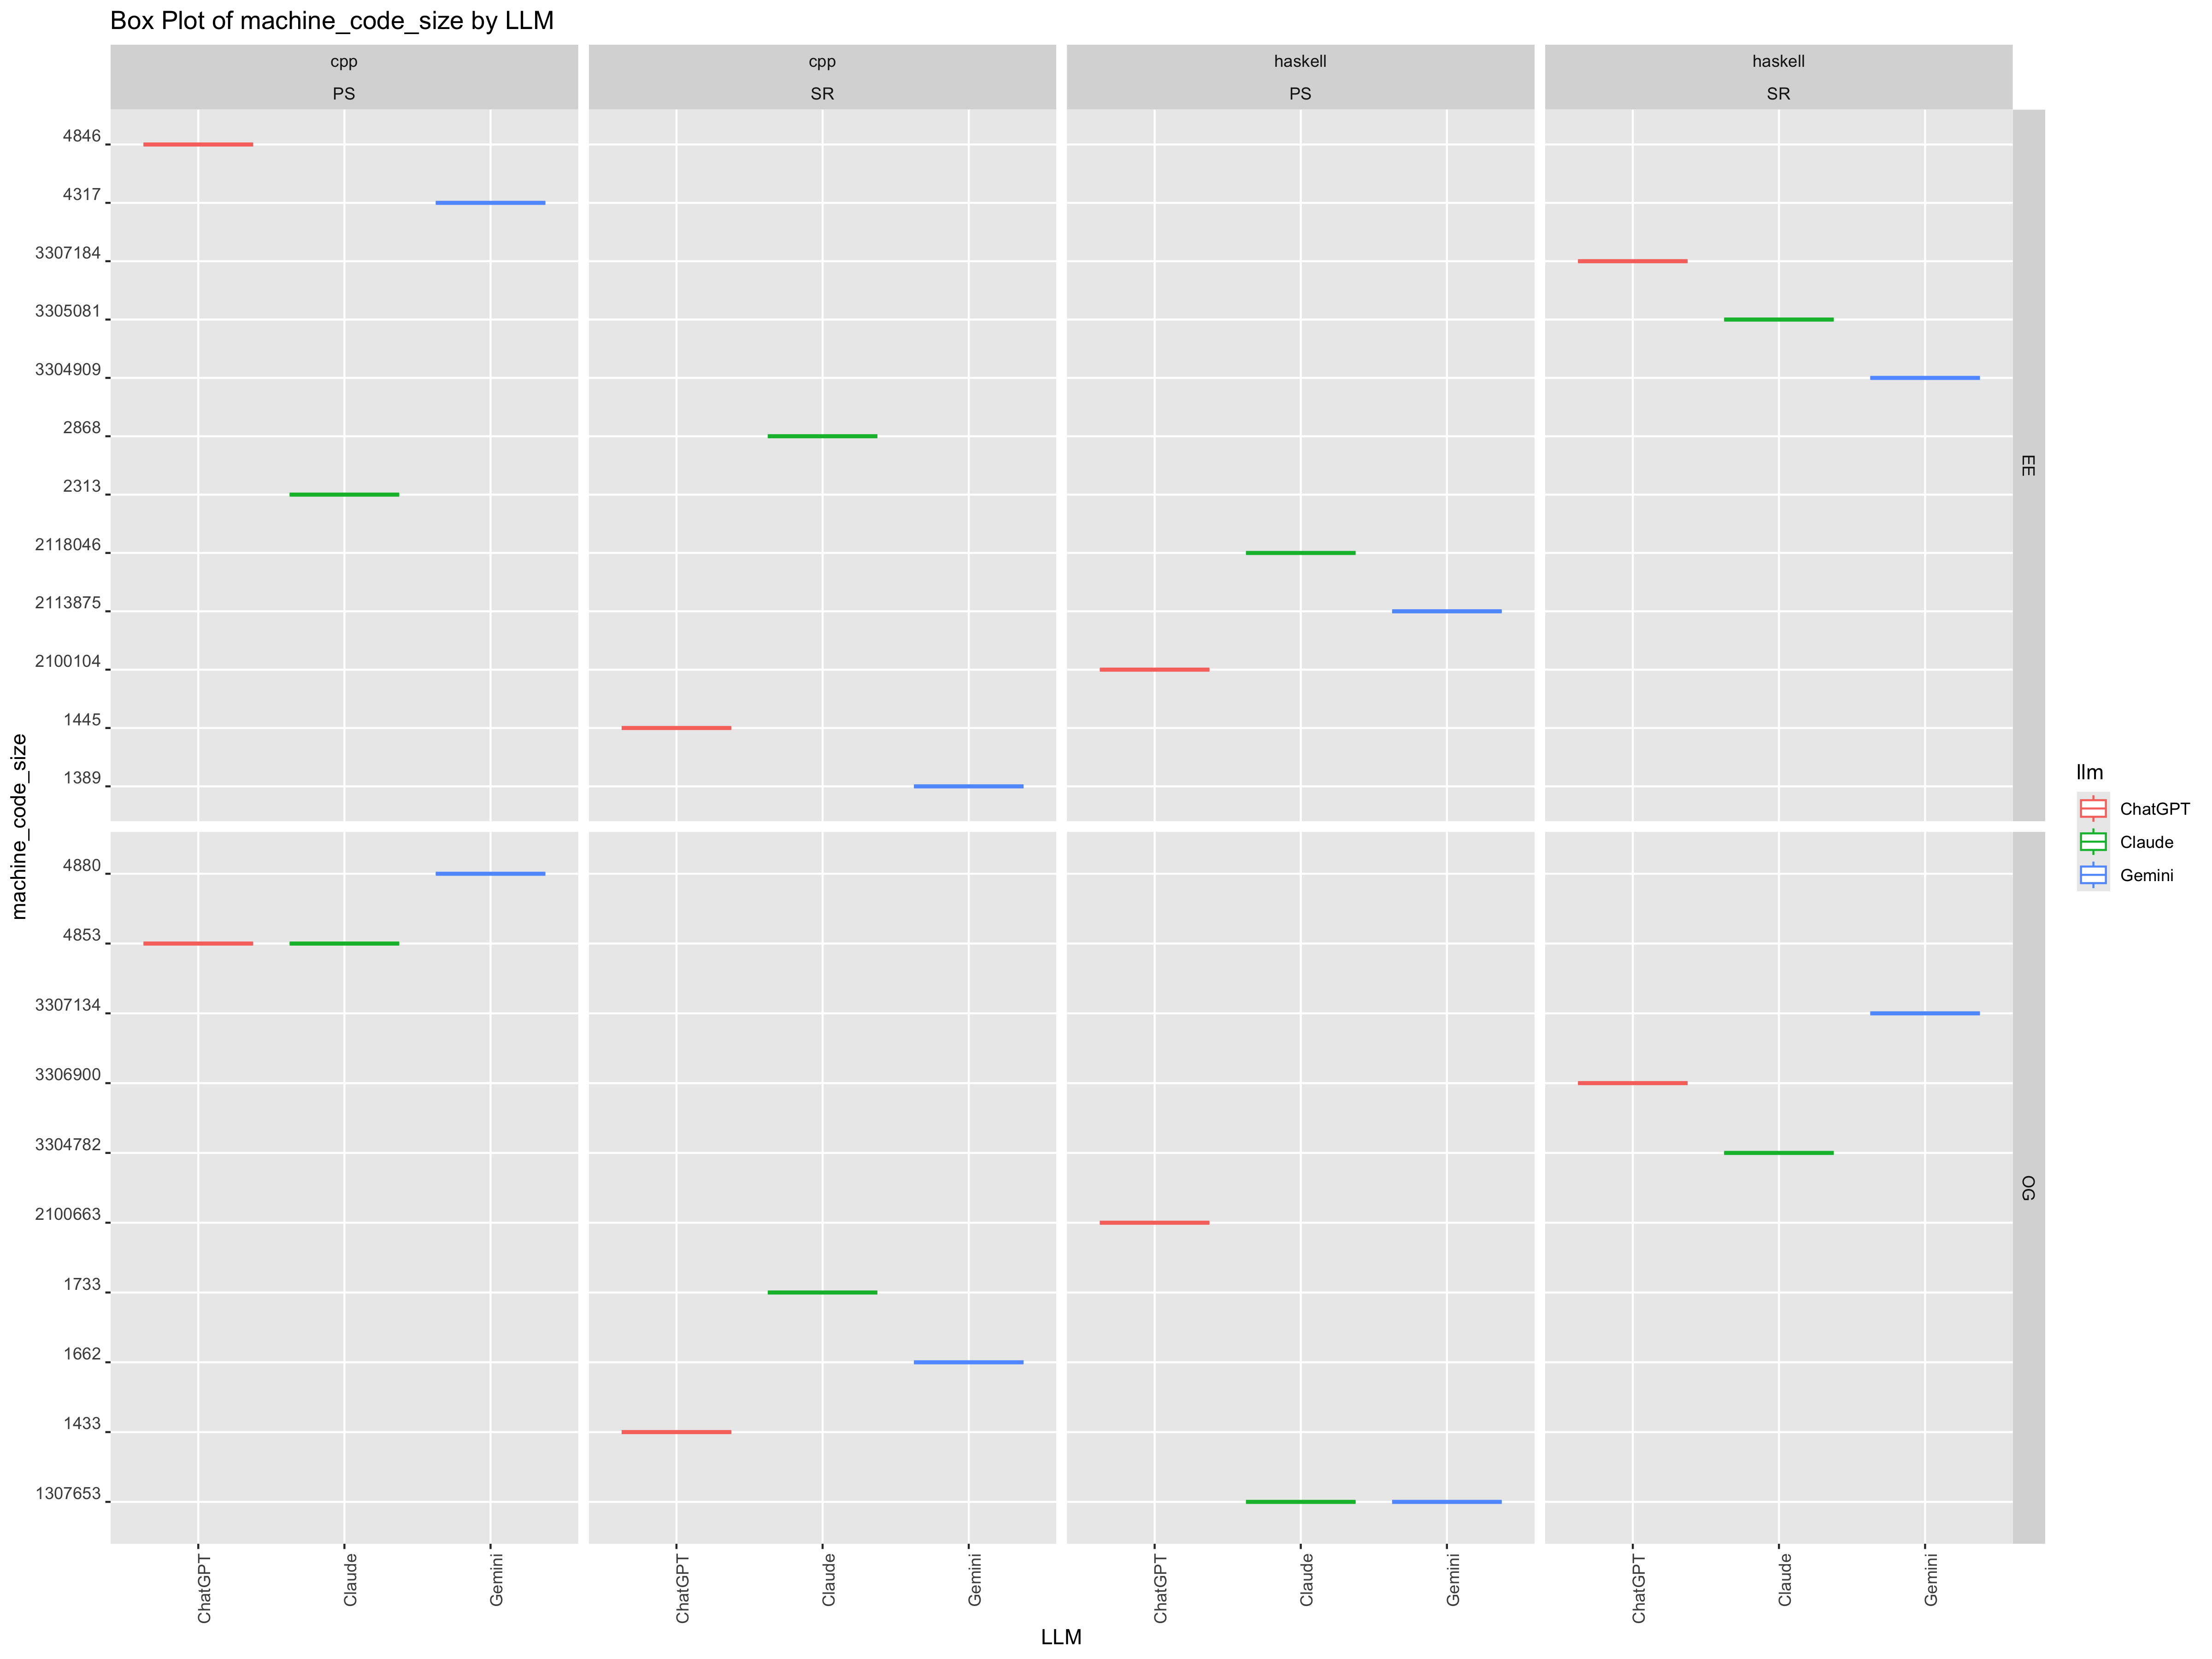 Box Plot of machine_code_size by LLM
cpp
cpp
haskell
haskell
PS
SR
PS
SR
machine_code_size
4846
4317
3307184
3305081
3304909
2868
2313
2118046
2113875
2100104
1445
1389
EE
4880
4853
3307134
3306900
3304782
2100663
1733
1662
1433
1307653
OG
ChatGPT
Claude
Gemini
ChatGPT
Claude
Gemini
ChatGPT
Claude
Gemini
ChatGPT
Claude
Gemini
LLM
llm
ChatGPT
Claude
Gemini